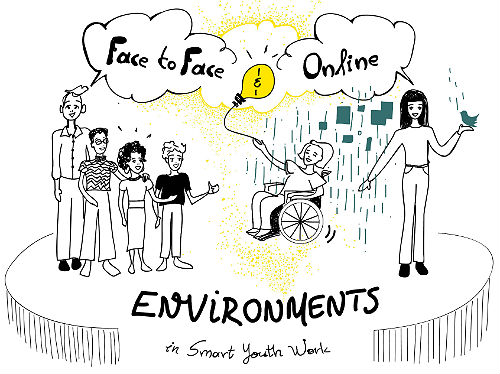 Face to Face & Online
ENVIRONMENTS
in Smart Youth Work